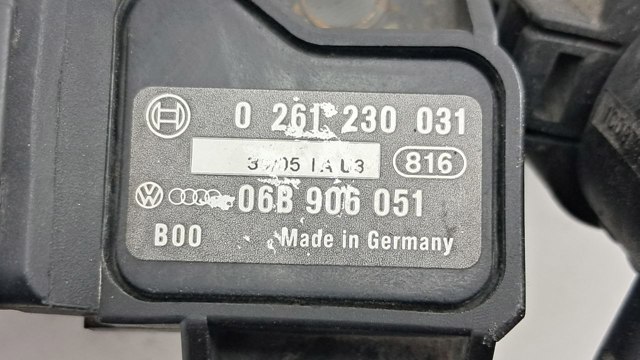 0 261 230 031
816
06B 906 051
B00 Made in Germany